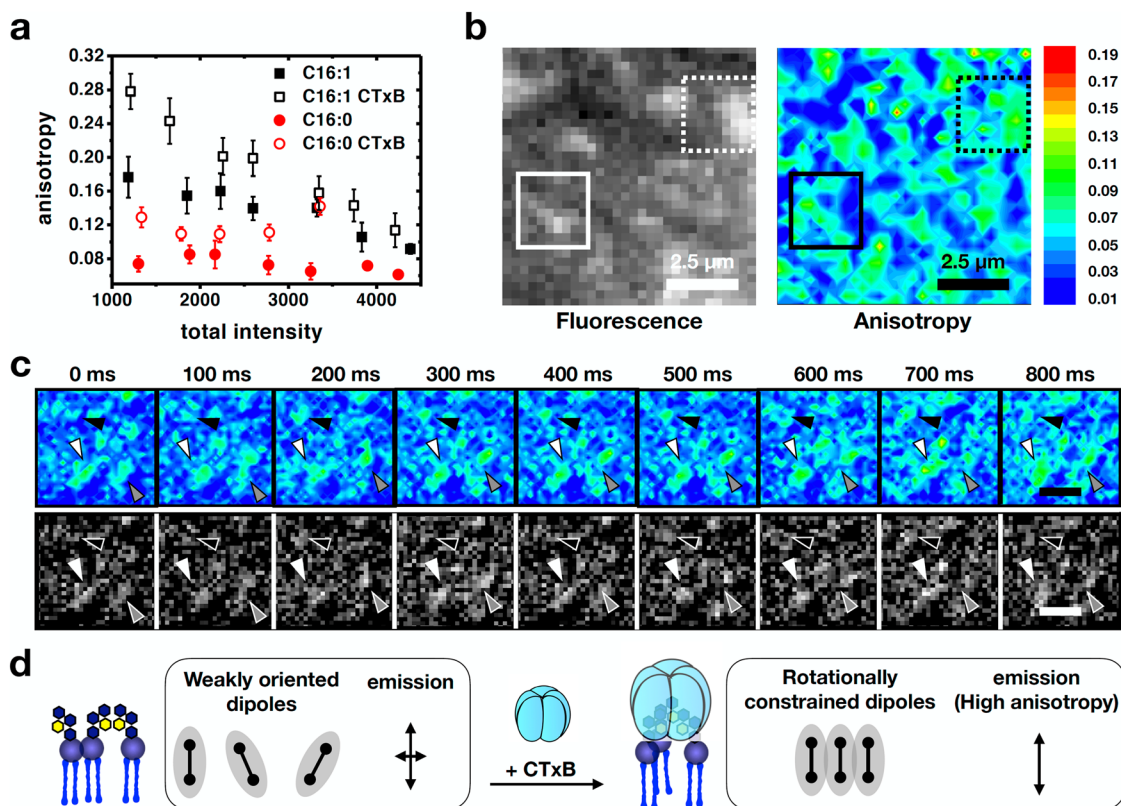 a
0.32
0.28
0.24
0.20
0.16
0.12
0.08
anisotropy
1000 2000 3000 4000
total intensity
C16:1
C16:1 CTxB
C16:0
C16:0 CTxB
b
2.5 μm
Fluorescence
2.5 μm
Anisotropy
0.19
0.17
0.15
0.13
0.11
0.09
0.07
0.05
0.03
0.01
c
0 ms 100 ms 200 ms 300 ms 400 ms 500 ms 600 ms 700 ms 800 ms
d
Weakly oriented
dipoles
emission
+ CTxB
Rotationally
constrained dipoles
emission
(High anisotropy)